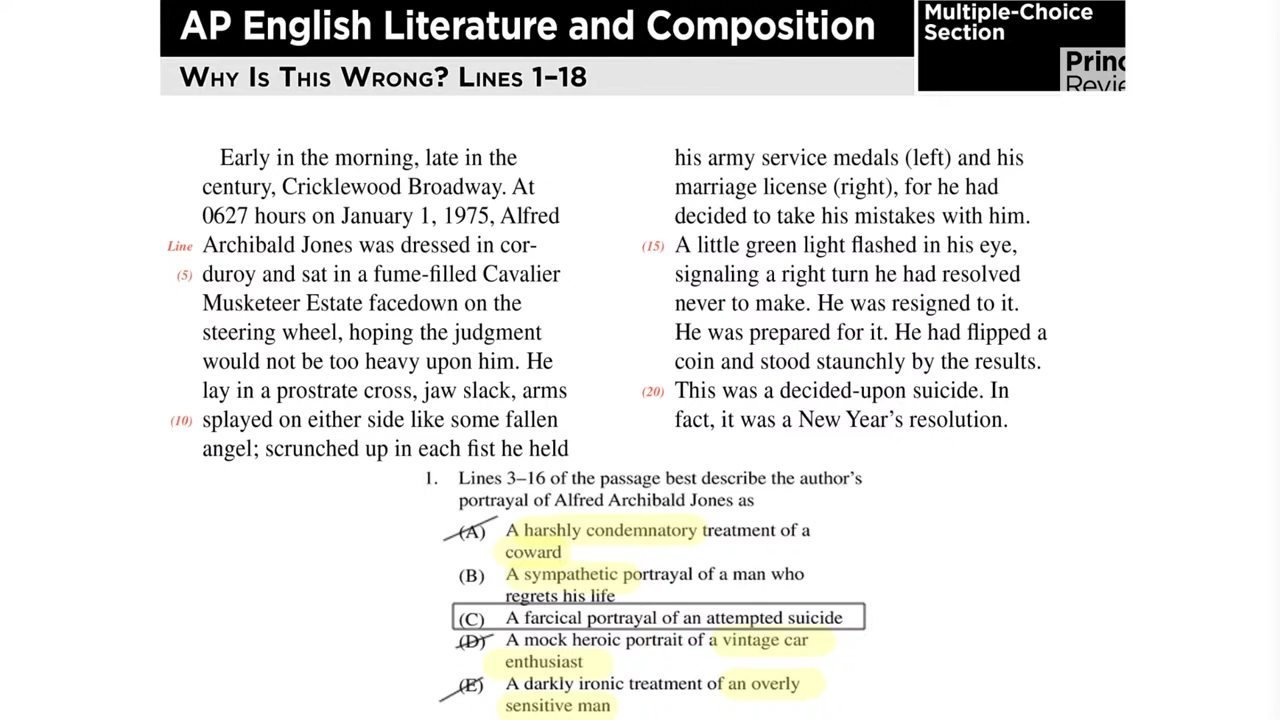 AP English Literature and Composition
Multiple-Choice
Section
WHY IS THIS WRONG? LINES 1–18
Early in the morning, late in the
century, Cricklewood Broadway. At
0627 hours on January 1, 1975, Alfred
Line Archibald Jones was dressed in cor-
(5) duroy and sat in a fume-filled Cavalier
Musketeer Estate facedown on the
steering wheel, hoping the judgment
would not be too heavy upon him. He
lay in a prostrate cross, jaw slack, arms
(10) splayed on either side like some fallen
angel; scrunched up in each fist he held
his army service medals (left) and his
marriage license (right), for he had
decided to take his mistakes with him.
(15) A little green light flashed in his eye,
signaling a right turn he had resolved
never to make. He was resigned to it.
He was prepared for it. He had flipped a
coin and stood staunchly by the results.
(20) This was a decided-upon suicide. In
fact, it was a New Year’s resolution.
1. Lines 3–16 of the passage best describe the author’s
portrayal of Alfred Archibald Jones as
(A) A harshly condemnatory treatment of a
coward
(B) A sympathetic portrayal of a man who
regrets his life
(C) A farcical portrayal of an attempted suicide
(D) A mock heroic portrait of a vintage car
enthusiast
(E) A darkly ironic treatment of an overly
sensitive man